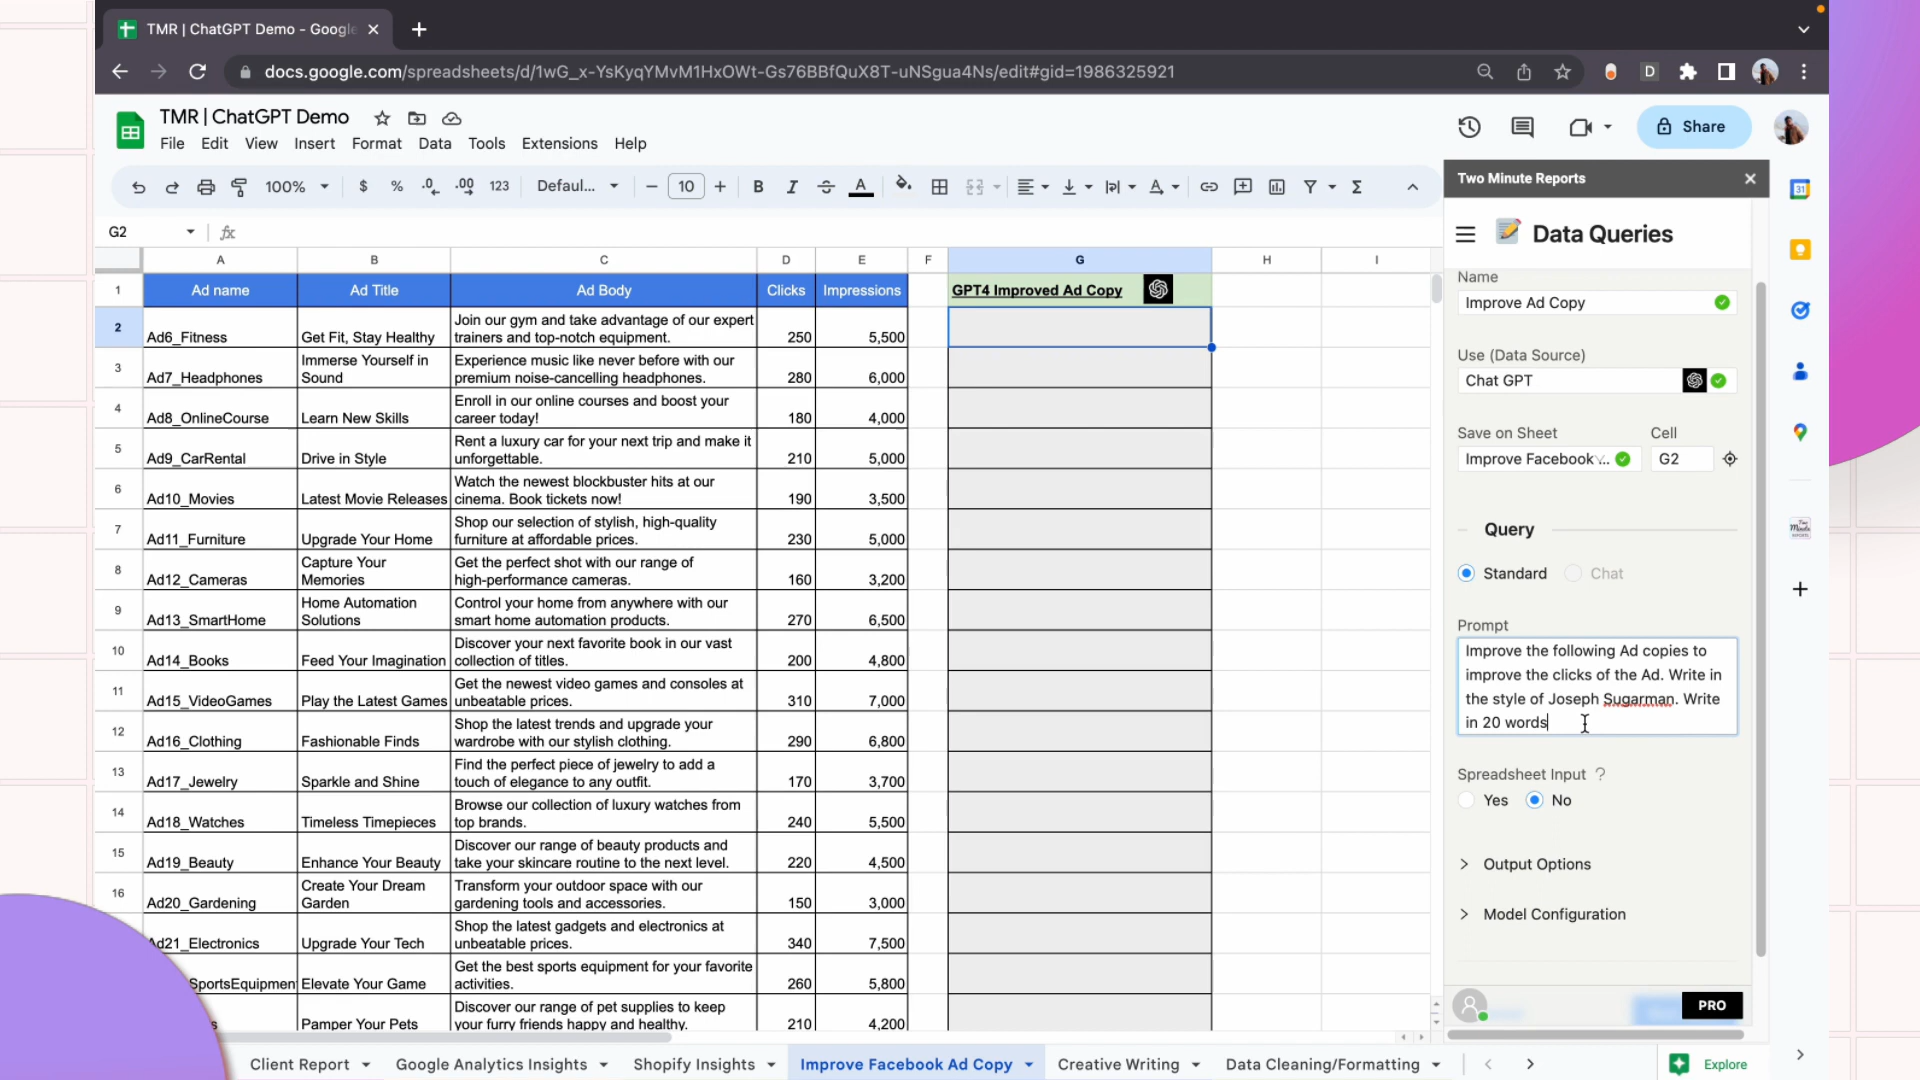 TMR | ChatGPT Demo - Google
docs.google.com/spreadsheets/d/1wG_x-YsKyqYMvM1HxOWt-Gs76BBfQuX8T-uNSgua4Ns/edit#gid=1986325921
D
TMR | ChatGPT Demo
File Edit View Insert Format Data Tools Extensions Help
Share
100% $ % .0 .00 123 Defaul... 10 B I A Σ
G2 fx
A B C D E F G H I
1 Ad name Ad Title Ad Body Clicks Impressions GPT4 Improved Ad Copy
2 Ad6_Fitness Get Fit, Stay Healthy Join our gym and take advantage of our expert
trainers and top-notch equipment. 250 5,500
3 Ad7_Headphones Immerse Yourself in
Sound Experience music like never before with our
premium noise-cancelling headphones. 280 6,000
4 Ad8_OnlineCourse Learn New Skills Enroll in our online courses and boost your
career today! 180 4,000
5 Ad9_CarRental Drive in Style Rent a luxury car for your next trip and make it
unforgettable. 210 5,000
6 Ad10_Movies Latest Movie Releases Watch the newest blockbuster hits at our
cinema. Book tickets now! 190 3,500
7 Ad11_Furniture Upgrade Your Home Shop our selection of stylish, high-quality
furniture at affordable prices. 230 5,000
8 Ad12_Cameras Capture Your
Memories Get the perfect shot with our range of
high-performance cameras. 160 3,200
9 Ad13_SmartHome Home Automation
Solutions Control your home from anywhere with our
smart home automation products. 270 6,500
10 Ad14_Books Feed Your Imagination Discover your next favorite book in our vast
collection of titles. 200 4,800
11 Ad15_VideoGames Play the Latest Games Get the newest video games and consoles at
unbeatable prices. 310 7,000
12 Ad16_Clothing Fashionable Finds Shop the latest trends and upgrade your
wardrobe with our stylish clothing. 290 6,800
13 Ad17_Jewelry Sparkle and Shine Find the perfect piece of jewelry to add a
touch of elegance to any outfit. 170 3,700
14 Ad18_Watches Timeless Timepieces Browse our collection of luxury watches from
top brands. 240 5,500
15 Ad19_Beauty Enhance Your Beauty Discover our range of beauty products and
take your skincare routine to the next level. 220 4,500
16 Ad20_Gardening Create Your Dream
Garden Transform your outdoor space with our
gardening tools and accessories. 150 3,000
Ad21_Electronics Upgrade Your Tech Shop the latest gadgets and electronics at
unbeatable prices. 340 7,500
SportsEquipmen Elevate Your Game Get the best sports equipment for your favorite
activities. 260 5,800
s Pamper Your Pets Discover our range of pet supplies to keep
your furry friends happy and healthy. 210 4,200
Client Report Google Analytics Insights Shopify Insights Improve Facebook Ad Copy Creative Writing Data Cleaning/Formatting Explore
Two Minute Reports
Data Queries
Name
Improve Ad Copy
Use (Data Source)
Chat GPT
Save on Sheet Cell
Improve Facebook ... G2
Query
Standard Chat
Prompt
Improve the following Ad copies to
improve the clicks of the Ad. Write in
the style of Joseph Sugarman. Write
in 20 words
Spreadsheet Input ?
Yes No
Output Options
Model Configuration
PRO
31